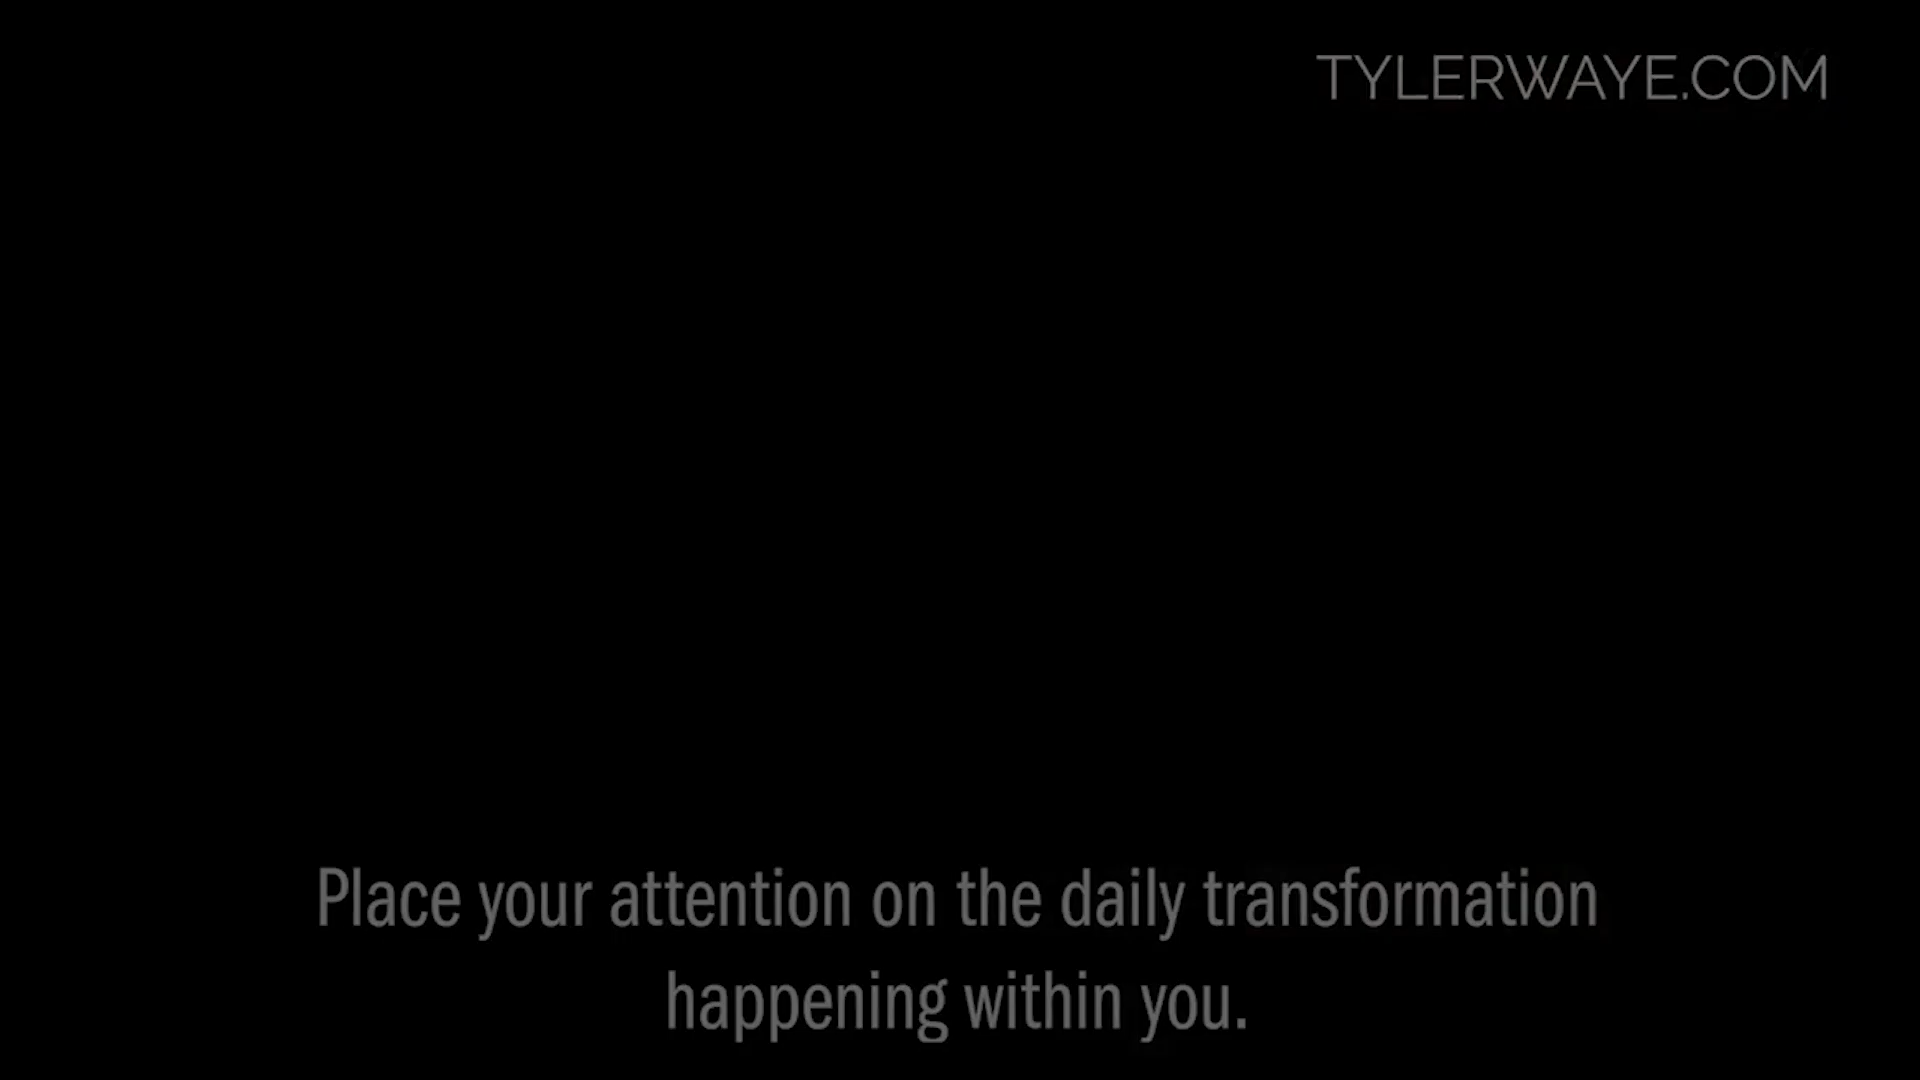 TYLERWAYE.COM
Place your attention on the daily transformation
happening within you.